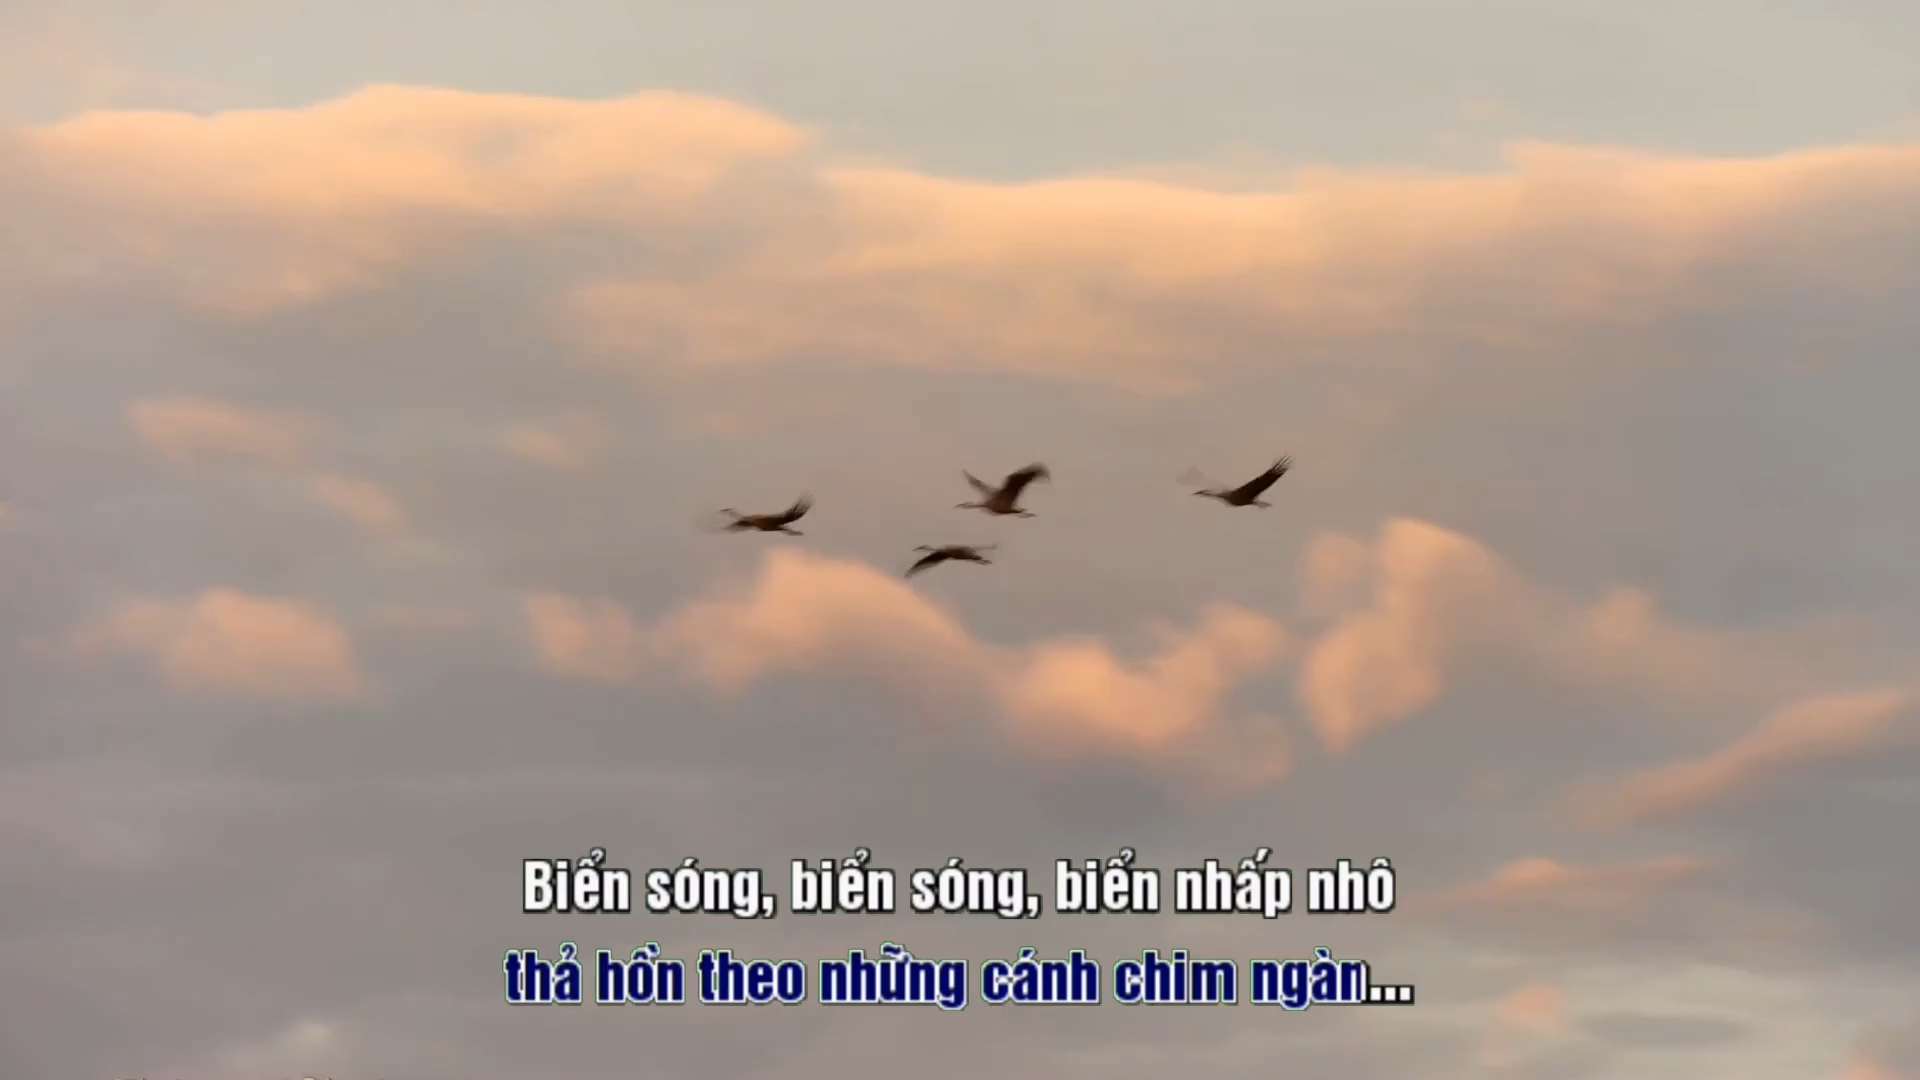 Biển sóng, biển sóng, biển nhấp nhô
thả hồn theo những cánh chim ngàn...